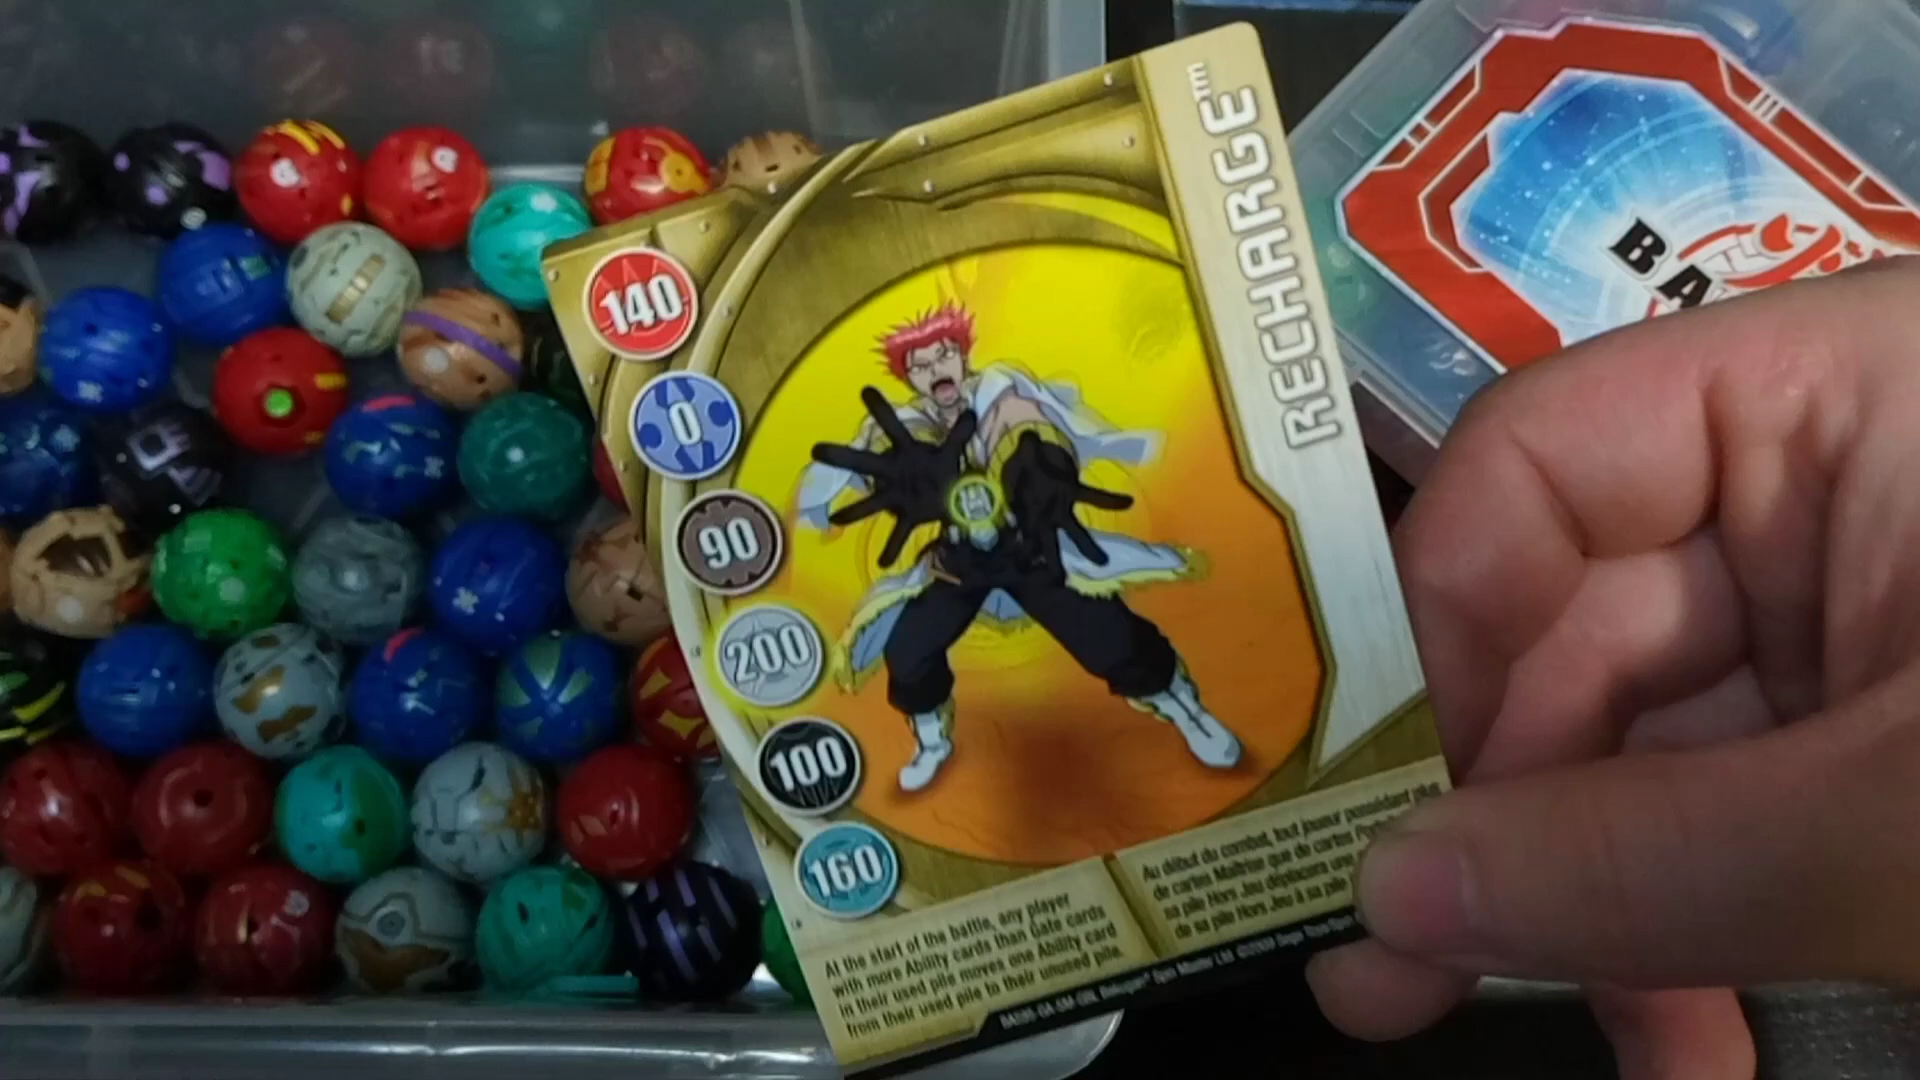 RECHARGE™
140
0
90
200
100
160
At the start of the battle, any player
with more Ability cards than Gate cards
in their used pile moves one Ability card
from their used pile to their unused pile.
Au début du combat, tout joueur possédant plus
de cartes Maîtrise que de cartes
sa pile Hors Jeu déplacera une
de sa pile Hors Jeu à sa pile
Spin Master Ltd
BA